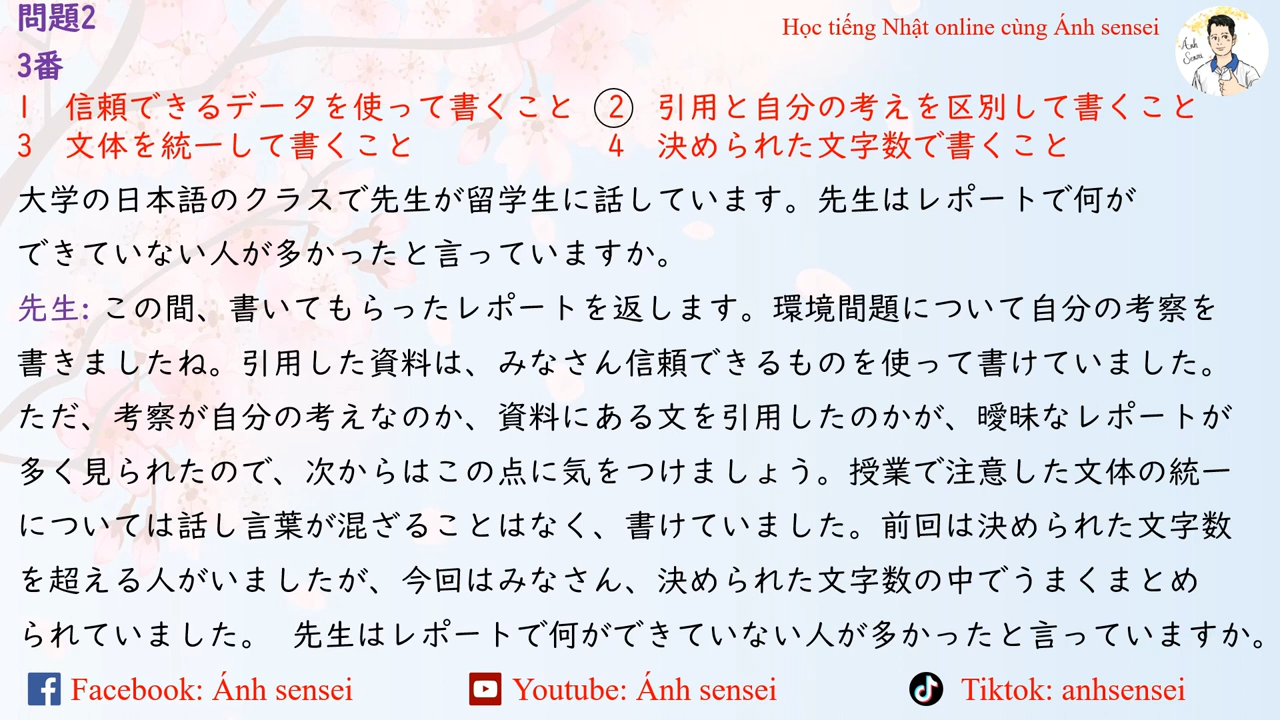 問題2
Học tiếng Nhật online cùng Ánh sensei
Ánh Sensei
3番
1 信頼できるデータを使って書くこと ② 引用と自分の考えを区別して書くこと
3 文体を統一して書くこと 4 決められた文字数で書くこと
大学の日本語のクラスで先生が留学生に話しています。先生はレポートで何が
できていない人が多かったと言っていますか。
先生: この間、書いてもらったレポートを返します。環境問題について自分の考察を
書きましたね。引用した資料は、みなさん信頼できるものを使って書けていました。
ただ、考察が自分の考えなのか、資料にある文を引用したのかが、曖昧なレポートが
多く見られたので、次からはこの点に気をつけましょう。授業で注意した文体の統一
については話し言葉が混ざることはなく、書けていました。前回は決められた文字数
を超える人がいましたが、今回はみなさん、決められた文字数の中でうまくまとめ
られていました。 先生はレポートで何ができていない人が多かったと言っていますか。
Facebook: Ánh sensei Youtube: Ánh sensei Tiktok: anhsensei